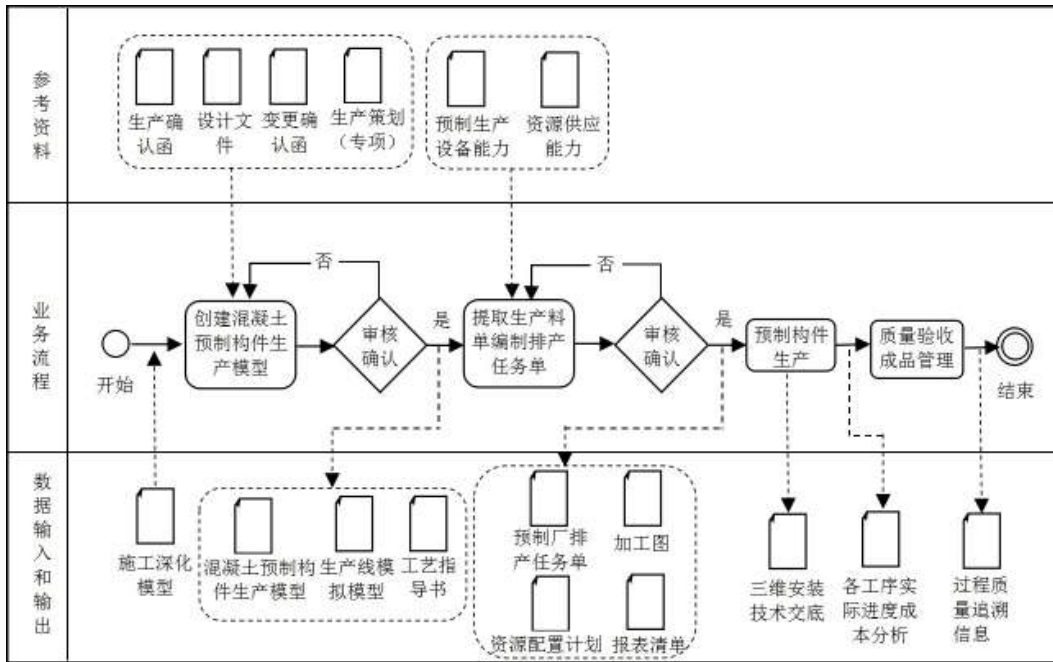 参考资料
生产确
认函
设计文
件
变更确
认函
生产策划
（专项）
预制生产
设备能力
资源供应
能力
业务流程
开始
创建混凝土
预制构件生
产模型
否
审核
确认
是
提取生产料
单编制排产
任务单
否
审核
确认
是
预制构件
生产
质量验收
成品管理
结束
数据输入和输出
施工深化
模型
混凝土预制构
件生产模型
生产线模
拟模型
工艺指
导书
预制厂排
产任务单
加工图
资源配置计划
报表清单
三维安装
技术交底
各工序实
际进度成
本分析
过程质
量追溯
信息